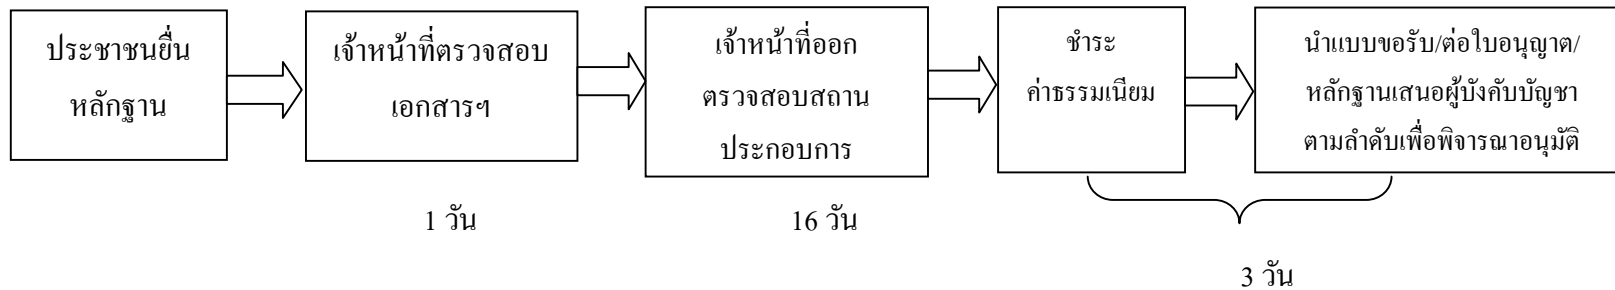 ประชาชนยื่น
หลักฐาน
เจ้าหน้าที่ตรวจสอบ
เอกสารฯ
เจ้าหน้าที่ออก
ตรวจสอบสถาน
ประกอบการ
ชำระ
ค่าธรรมเนียม
นำแบบขอรับ/ต่อใบอนุญาต/
หลักฐานเสนอผู้บังคับบัญชา
ตามลำดับเพื่อพิจารณาอนุมัติ
1 วัน
16 วัน
3 วัน